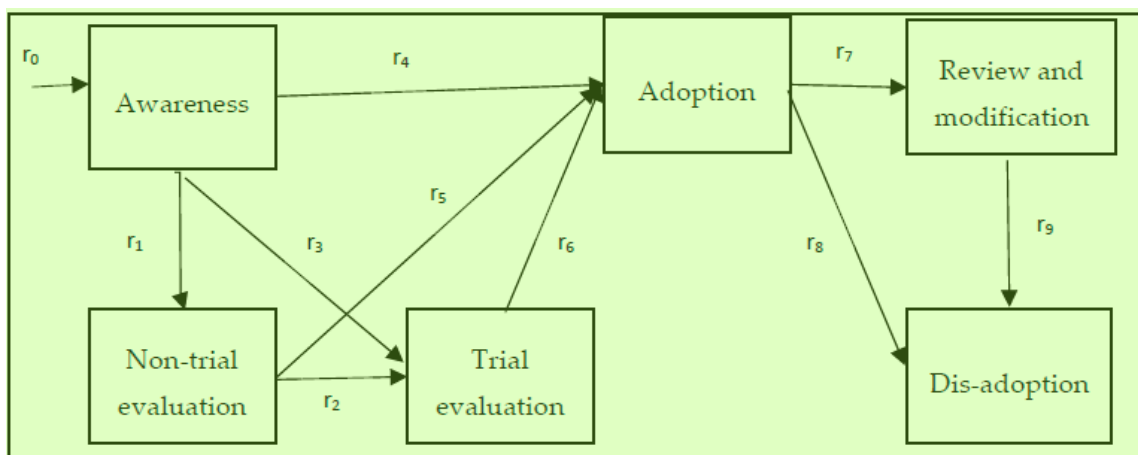 r₀
Awareness
r₄
Adoption
r₇
Review and
modification
r₁
r₃
r₅
r₆
r₈
r₉
Non-trial
evaluation
r₂
Trial
evaluation
Dis-adoption